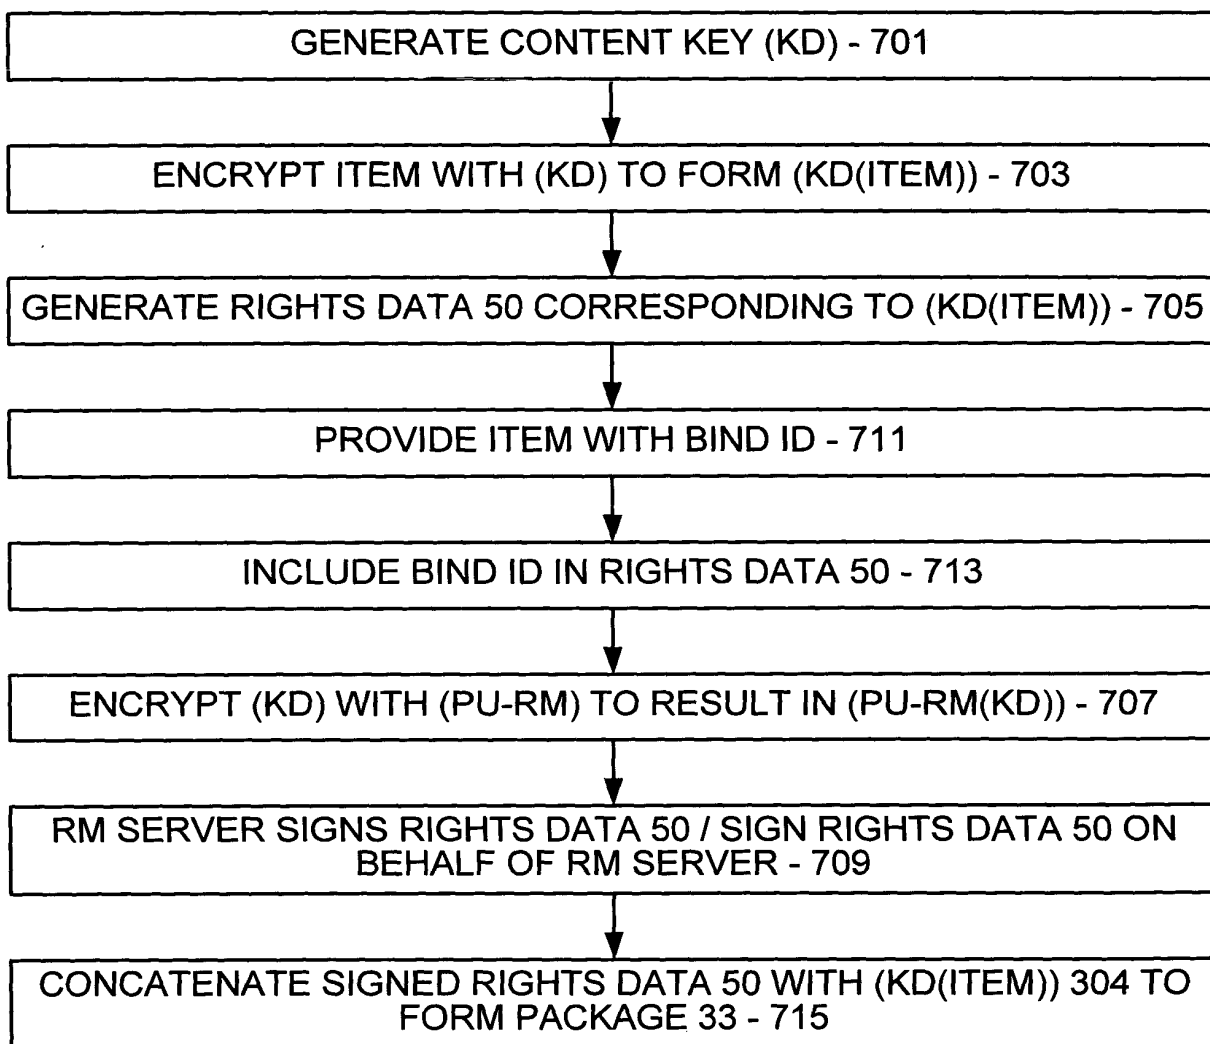 GENERATE CONTENT KEY (KD) - 701
ENCRYPT ITEM WITH (KD) TO FORM (KD(ITEM)) - 703
GENERATE RIGHTS DATA 50 CORRESPONDING TO (KD(ITEM)) - 705
PROVIDE ITEM WITH BIND ID - 711
INCLUDE BIND ID IN RIGHTS DATA 50 - 713
ENCRYPT (KD) WITH (PU-RM) TO RESULT IN (PU-RM(KD)) - 707
RM SERVER SIGNS RIGHTS DATA 50 / SIGN RIGHTS DATA 50 ON
BEHALF OF RM SERVER - 709
CONCATENATE SIGNED RIGHTS DATA 50 WITH (KD(ITEM)) 304 TO
FORM PACKAGE 33 - 715